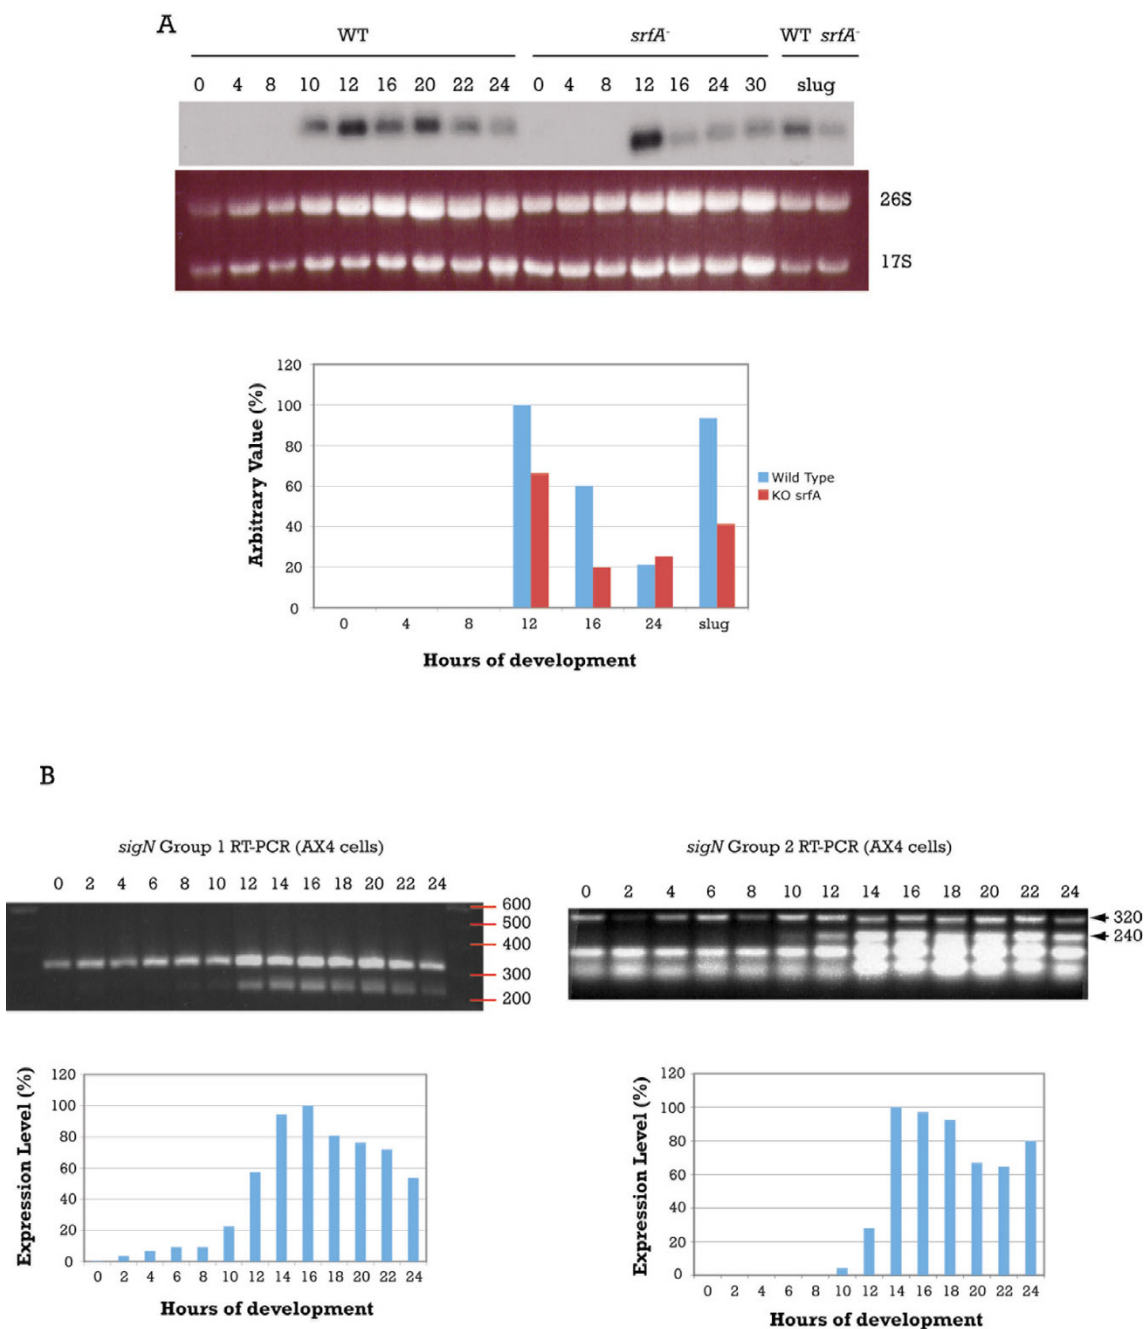 A
WT srfA- WT srfA-
0 4 8 10 12 16 20 22 24 0 4 8 12 16 24 30 slug
26S
17S
120
100
80
60
40
20
0
Arbitrary Value (%)
Wild Type
KO srfA
0 4 8 12 16 24 slug
Hours of development
B
sigN Group 1 RT-PCR (AX4 cells)
0 2 4 6 8 10 12 14 16 18 20 22 24
600
500
400
300
200
sigN Group 2 RT-PCR (AX4 cells)
0 2 4 6 8 10 12 14 16 18 20 22 24
320
240
120
100
80
60
40
20
0
Expression Level (%)
0 2 4 6 8 10 12 14 16 18 20 22 24
Hours of development
120
100
80
60
40
20
0
Expression Level (%)
0 2 4 6 8 10 12 14 16 18 20 22 24
Hours of development